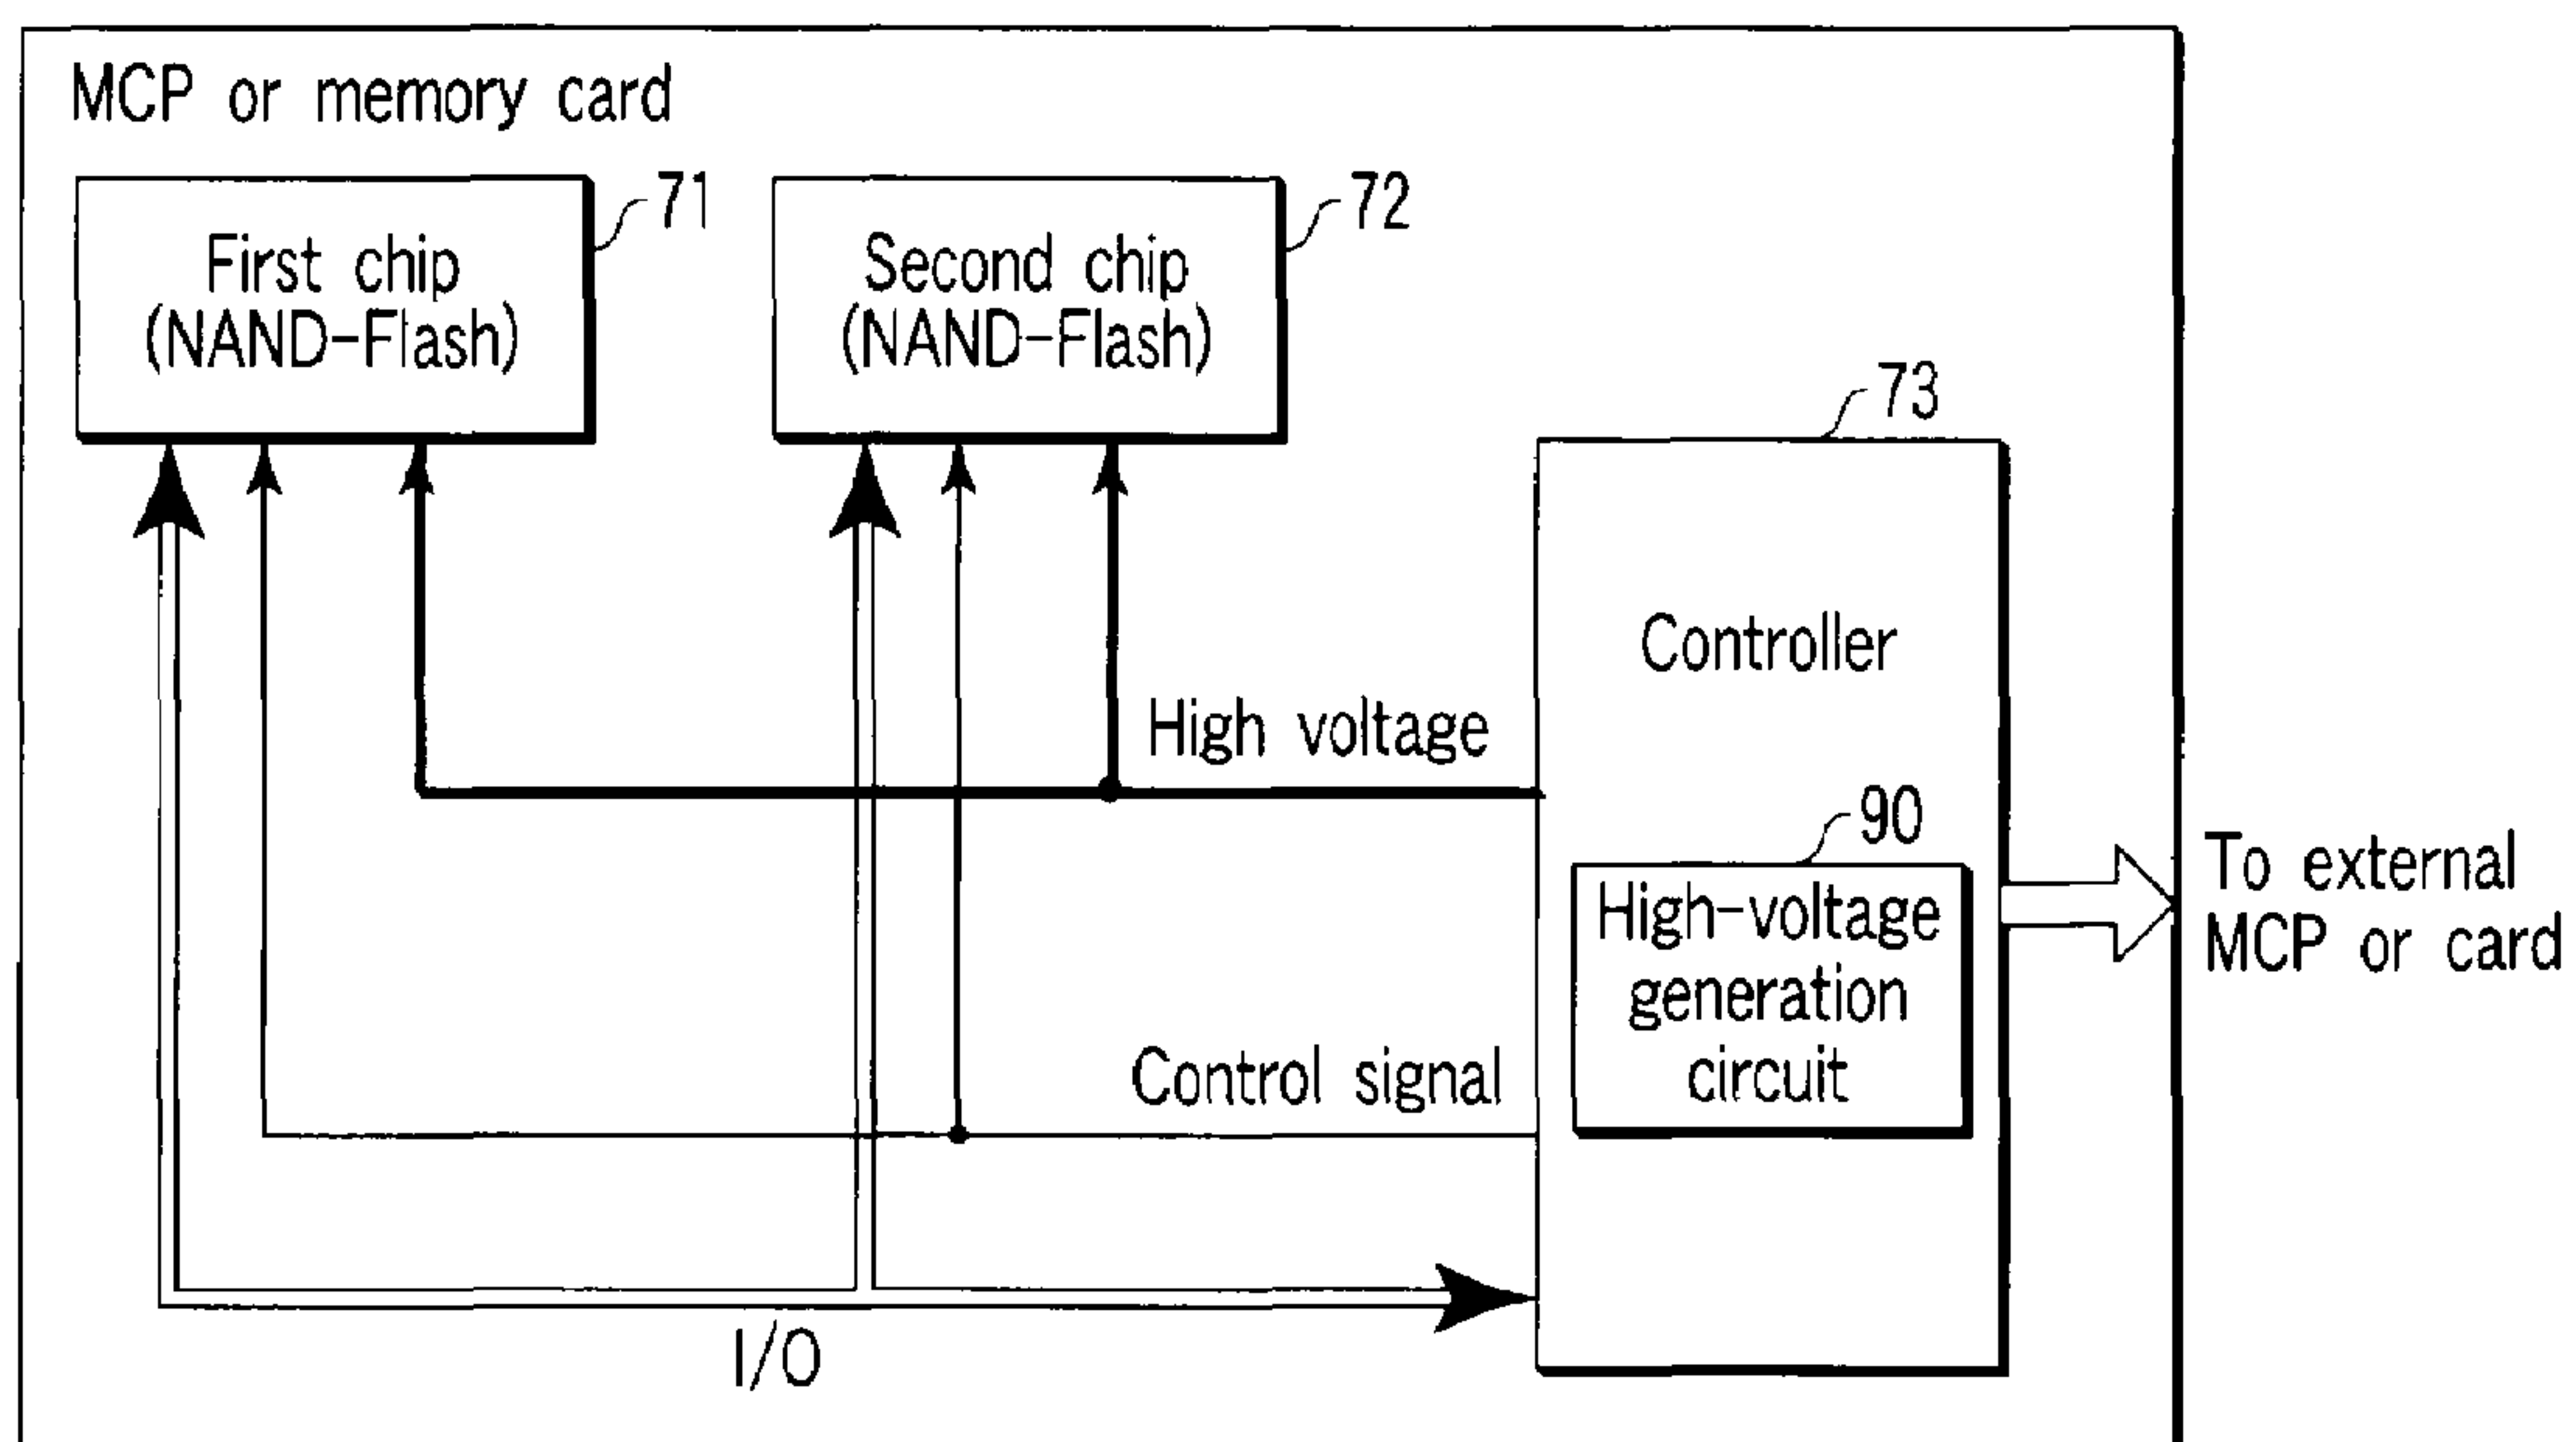 MCP or memory card
71
First chip
(NAND-Flash)
72
Second chip
(NAND-Flash)
73
Controller
High voltage
90
High-voltage
generation
circuit
To external
MCP or card
Control signal
I/O